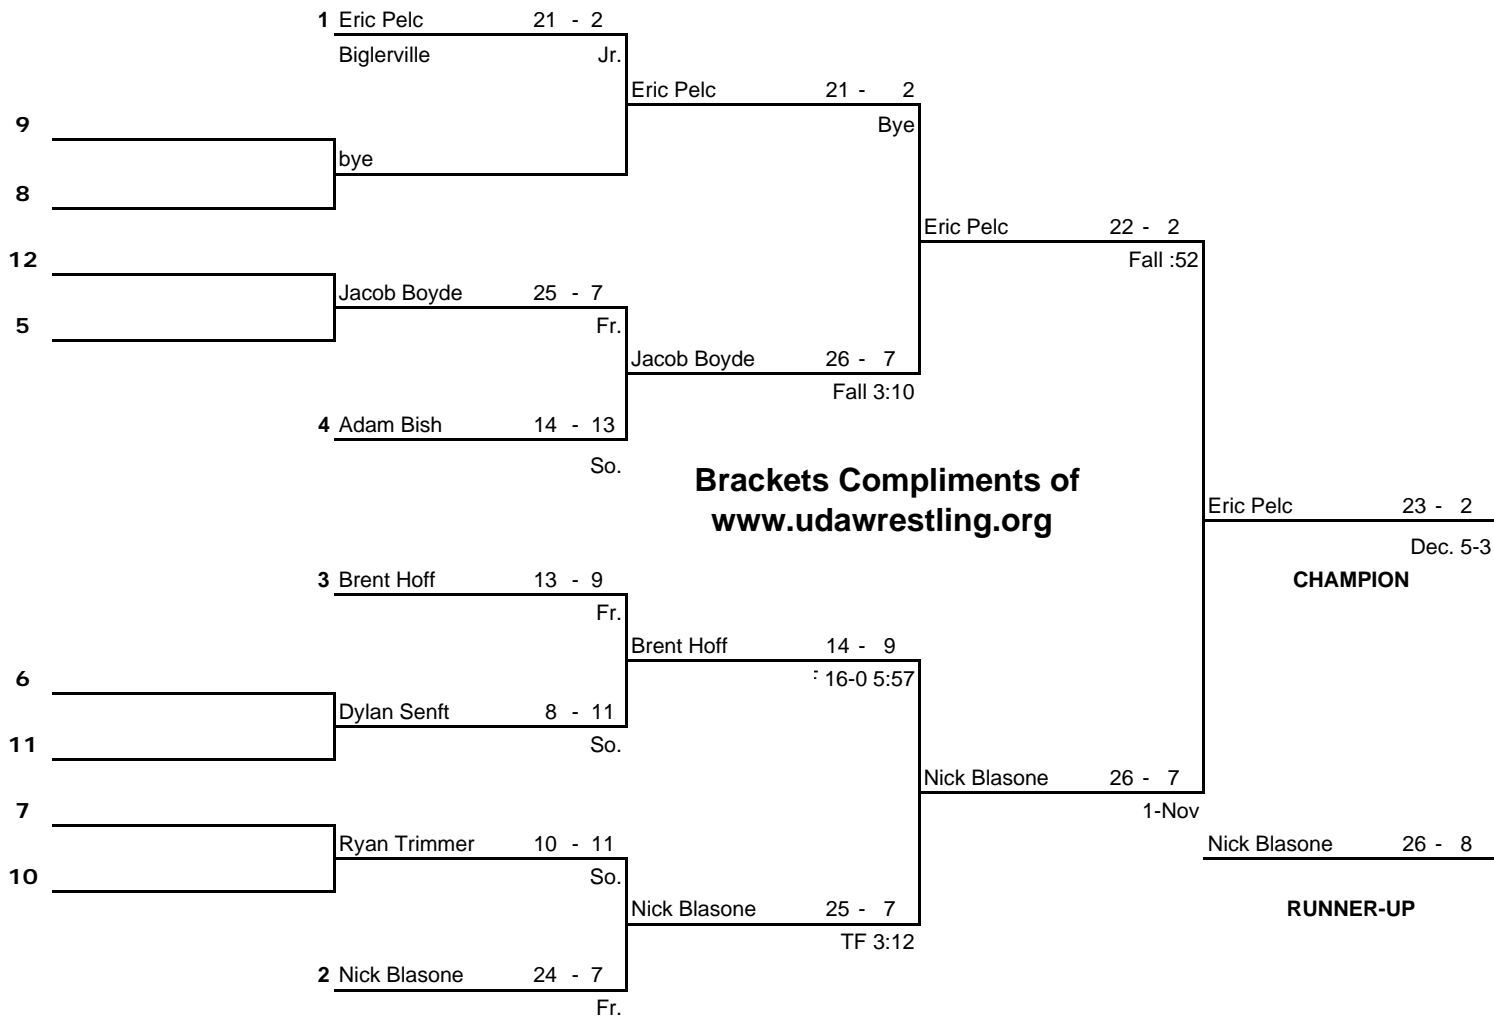 1 Eric Pelc 21 - 2
Biglerville Jr.
Eric Pelc 21 - 2
Bye
9
bye
8
Eric Pelc 22 - 2
Fall :52
12
Jacob Boyde 25 - 7
Fr.
5
Jacob Boyde 26 - 7
Fall 3:10
4 Adam Bish 14 - 13
So.
Brackets Compliments of
www.udawrestling.org
Eric Pelc 23 - 2
Dec. 5-3
CHAMPION
3 Brent Hoff 13 - 9
Fr.
Brent Hoff 14 - 9
16-0 5:57
6
Dylan Senft 8 - 11
So.
11
Nick Blasone 26 - 7
1-Nov
7
Ryan Trimmer 10 - 11
So.
10
Nick Blasone 26 - 8
RUNNER-UP
Nick Blasone 25 - 7
TF 3:12
2 Nick Blasone 24 - 7
Fr.